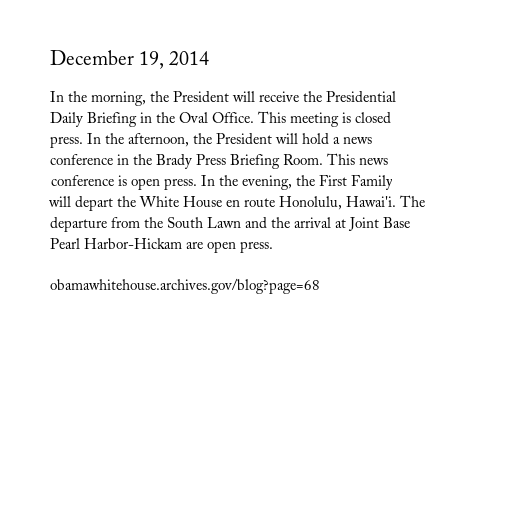 December 19, 2014
In the morning, the President will receive the Presidential
Daily Briefing in the Oval Office. This meeting is closed
press. In the afternoon, the President will hold a news
conference in the Brady Press Briefing Room. This news
conference is open press. In the evening, the First Family
will depart the White House en route Honolulu, Hawai'i. The
departure from the South Lawn and the arrival at Joint Base
Pearl Harbor-Hickam are open press.
obamawhitehouse.archives.gov/blog?page=68